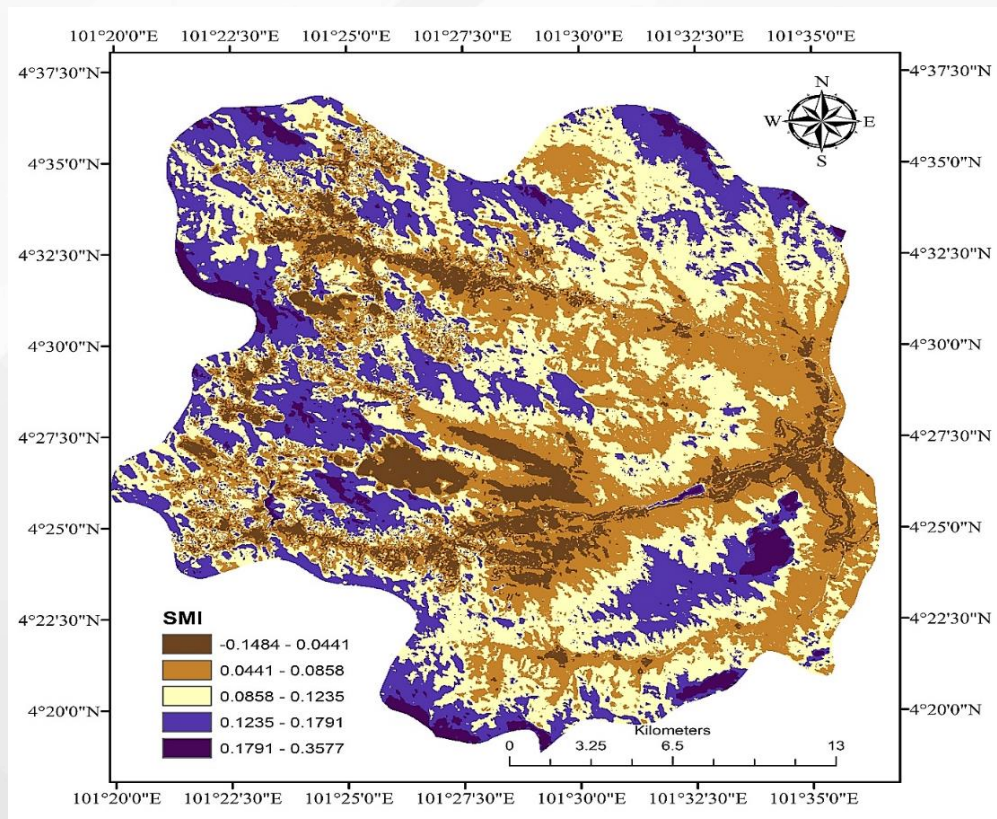 101°20'0"E 101°22'30"E 101°25'0"E 101°27'30"E 101°30'0"E 101°32'30"E 101°35'0"E
4°37'30"N 4°37'30"N
N
W E
S
4°35'0"N 4°35'0"N
4°32'30"N 4°32'30"N
4°30'0"N 4°30'0"N
4°27'30"N 4°27'30"N
4°25'0"N 4°25'0"N
4°22'30"N 4°22'30"N
4°20'0"N 4°20'0"N
SMI
-0.1484 - 0.0441
0.0441 - 0.0858
0.0858 - 0.1235
0.1235 - 0.1791
0.1791 - 0.3577
Kilometers
0 3.25 6.5 13
101°20'0"E 101°22'30"E 101°25'0"E 101°27'30"E 101°30'0"E 101°32'30"E 101°35'0"E